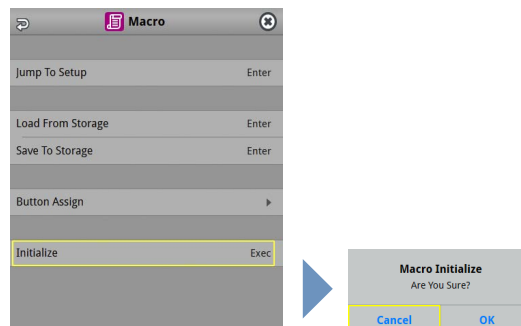 Macro
Jump To Setup Enter
Load From Storage Enter
Save To Storage Enter
Button Assign
Initialize Exec
Macro Initialize
Are You Sure?
Cancel OK